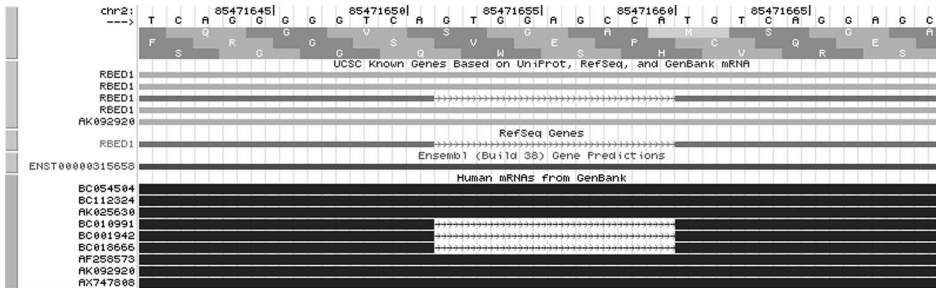 chr2: 85471645| 85471650| 85471655| 85471660| 85471665|
---> T C A G G G G G T C A G T G G A G C C A T G T C A G G A G C
Q G V S G A M S G A
F R G S V E P C Q E
S G G Q W S H V R S
UCSC Known Genes Based on UniProt, RefSeq, and GenBank mRNA
RBED1
RBED1
RBED1
RBED1
AK092920
RefSeq Genes
RBED1
Ensembl (Build 38) Gene Predictions
ENST00000315658
Human mRNAs from GenBank
BC054504
BC112324
AK025630
BC010991
BC001942
BC018666
AF258573
AK092920
AX747808